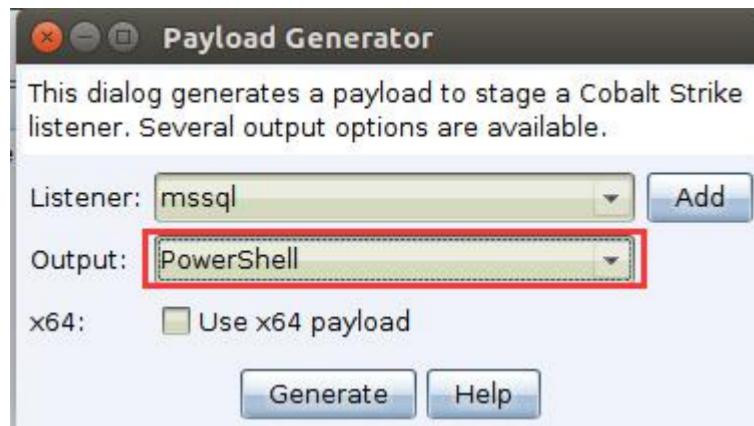 Payload Generator
This dialog generates a payload to stage a Cobalt Strike
listener. Several output options are available.
Listener: mssql Add
Output: PowerShell
x64: Use x64 payload
Generate Help